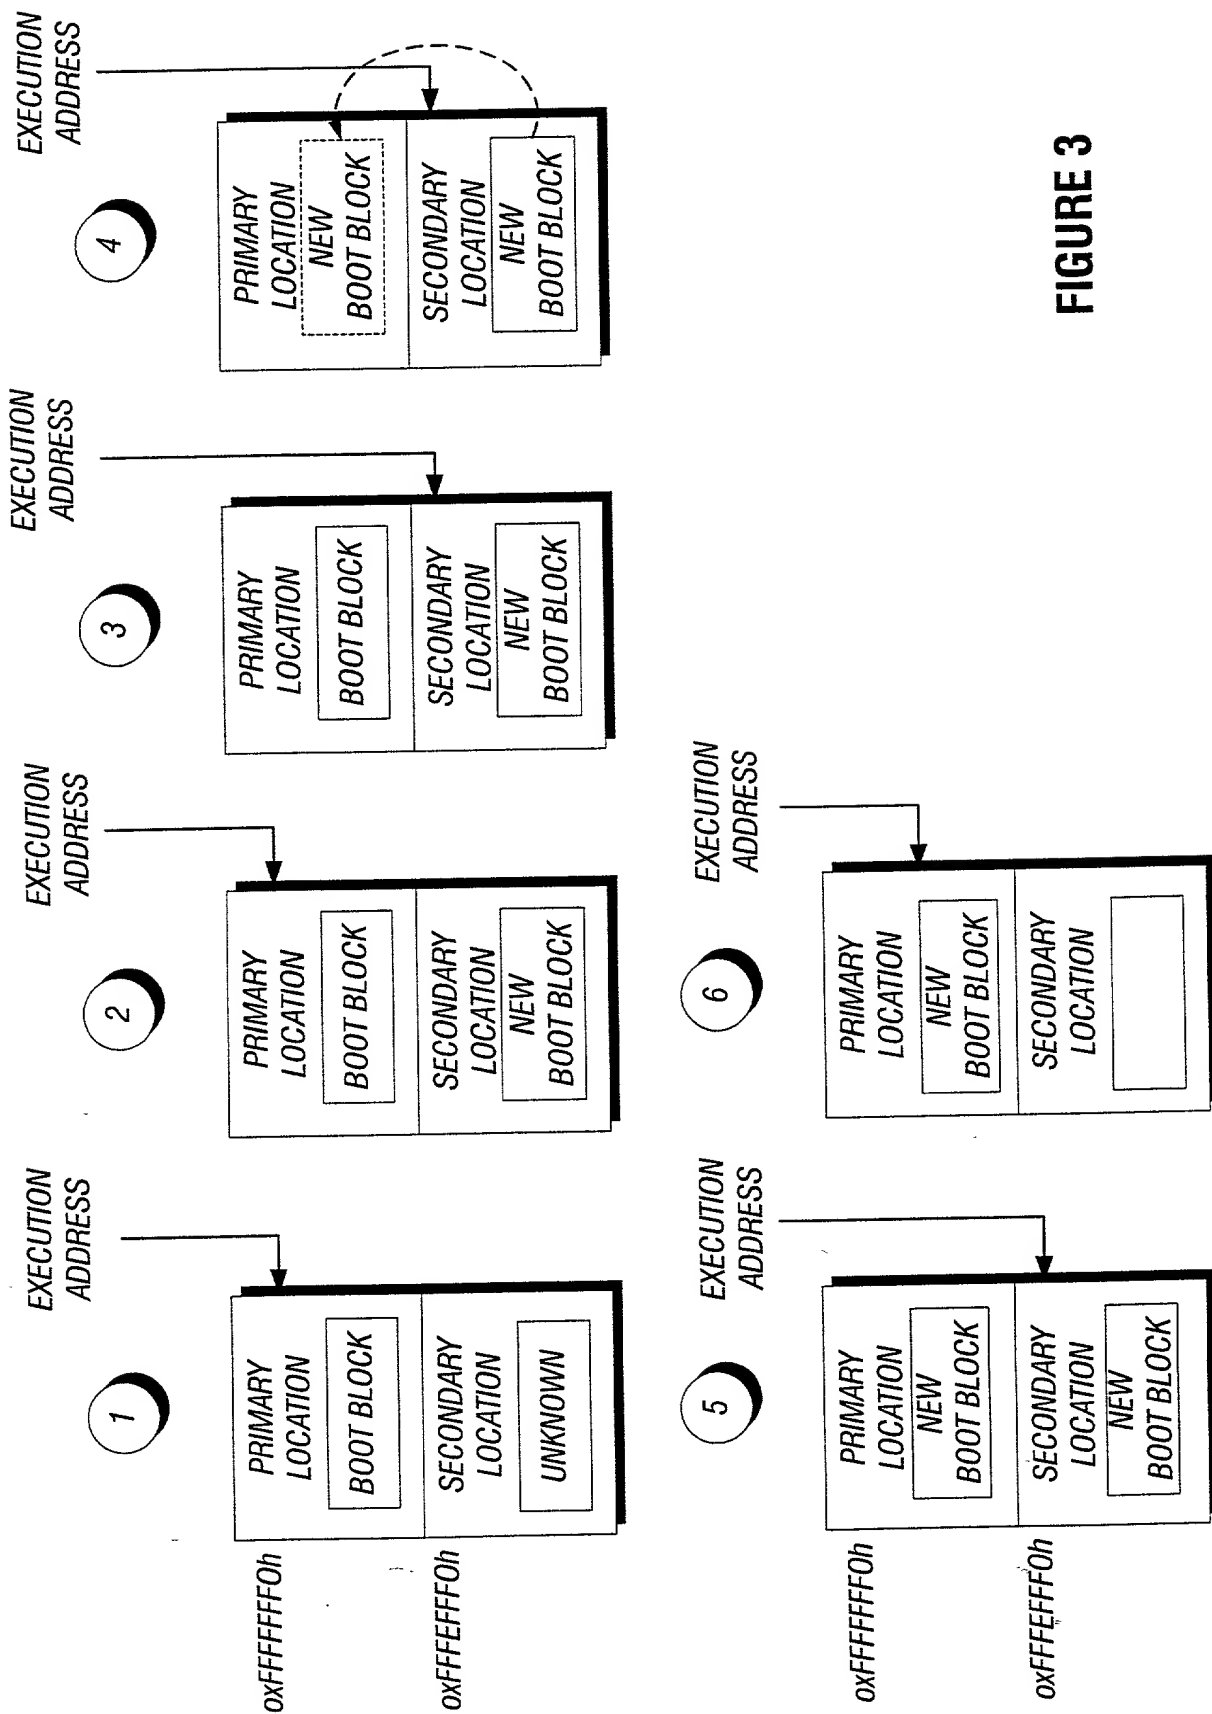 EXECUTION
ADDRESS
1
oxFFFFFFF0h
PRIMARY
LOCATION
BOOT BLOCK
oxFFFEFFF0h
SECONDARY
LOCATION
UNKNOWN
EXECUTION
ADDRESS
2
PRIMARY
LOCATION
BOOT BLOCK
SECONDARY
LOCATION
NEW
BOOT BLOCK
EXECUTION
ADDRESS
3
PRIMARY
LOCATION
BOOT BLOCK
SECONDARY
LOCATION
NEW
BOOT BLOCK
EXECUTION
ADDRESS
4
PRIMARY
LOCATION
NEW
BOOT BLOCK
SECONDARY
LOCATION
NEW
BOOT BLOCK
EXECUTION
ADDRESS
5
oxFFFFFFF0h
PRIMARY
LOCATION
NEW
BOOT BLOCK
oxFFFEFFF0h
SECONDARY
LOCATION
NEW
BOOT BLOCK
EXECUTION
ADDRESS
6
PRIMARY
LOCATION
NEW
BOOT BLOCK
SECONDARY
LOCATION
FIGURE 3